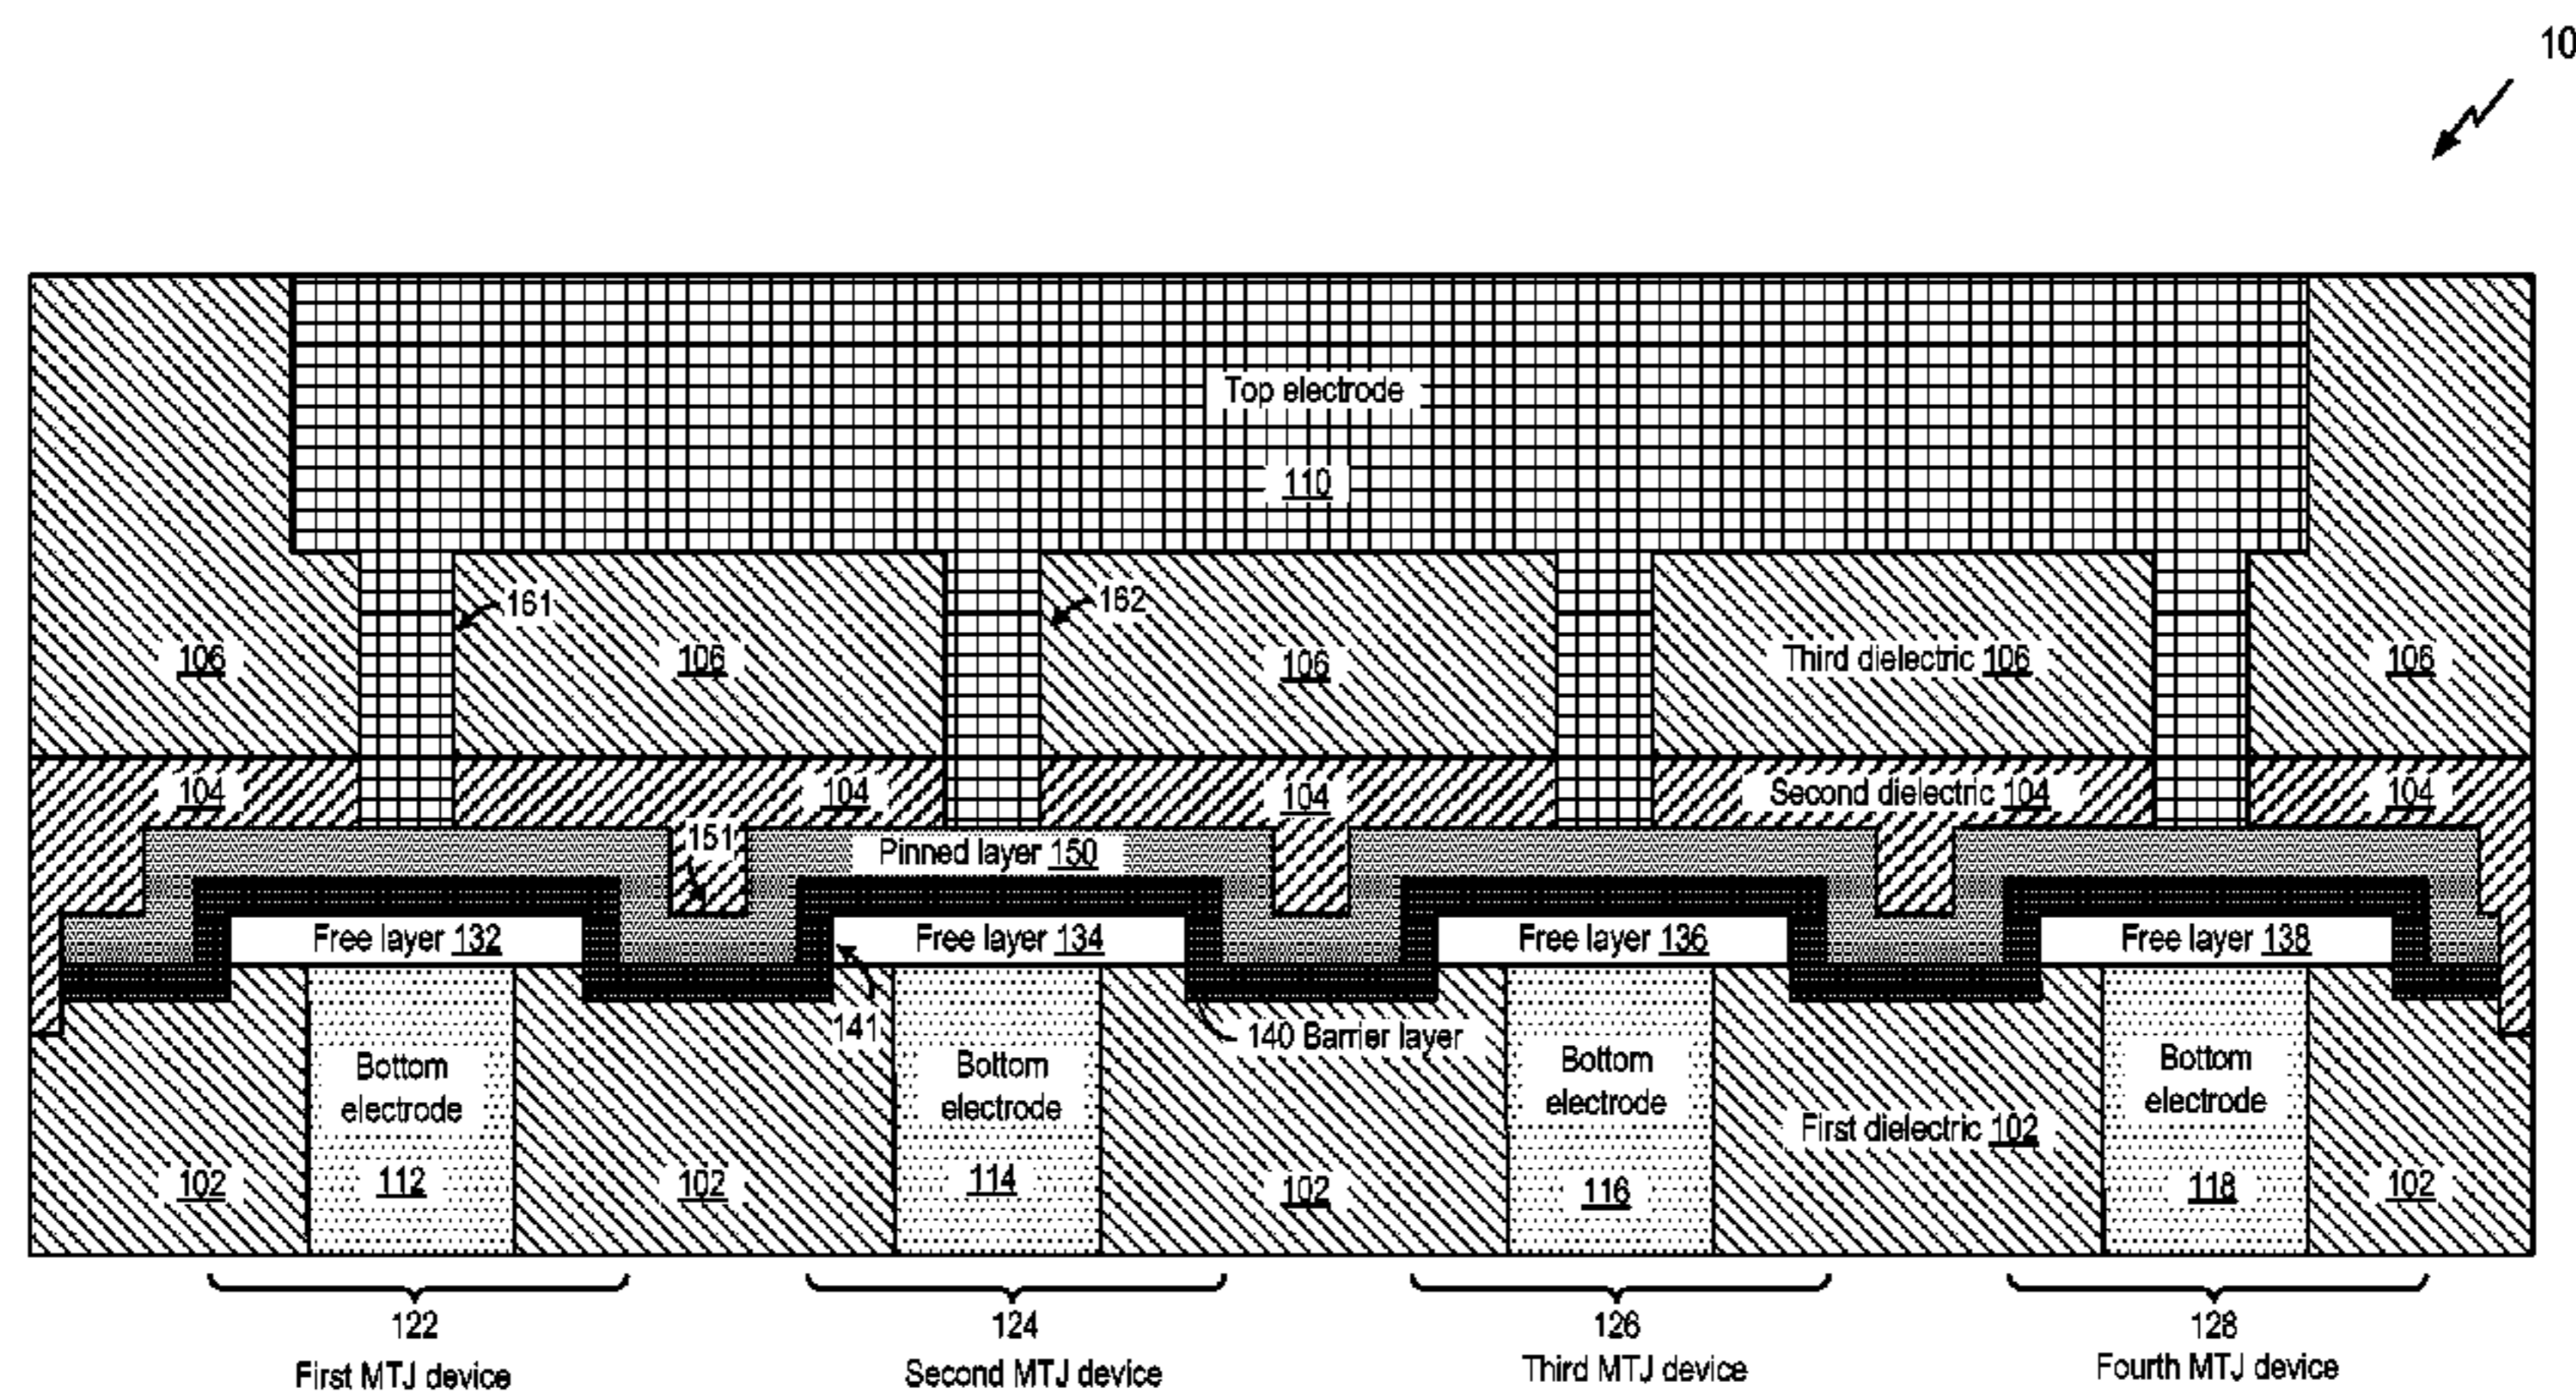 10
Top electrode
110
161
162
106
106
106
Third dielectric 106
106
104
104
104
Second dielectric 104
104
151
Pinned layer 150
Free layer 132
Free layer 134
Free layer 136
Free layer 138
141
140 Barrier layer
Bottom
electrode
112
Bottom
electrode
114
Bottom
electrode
116
Bottom
electrode
118
102
102
102
First dielectric 102
102
122
First MTJ device
124
Second MTJ device
126
Third MTJ device
128
Fourth MTJ device